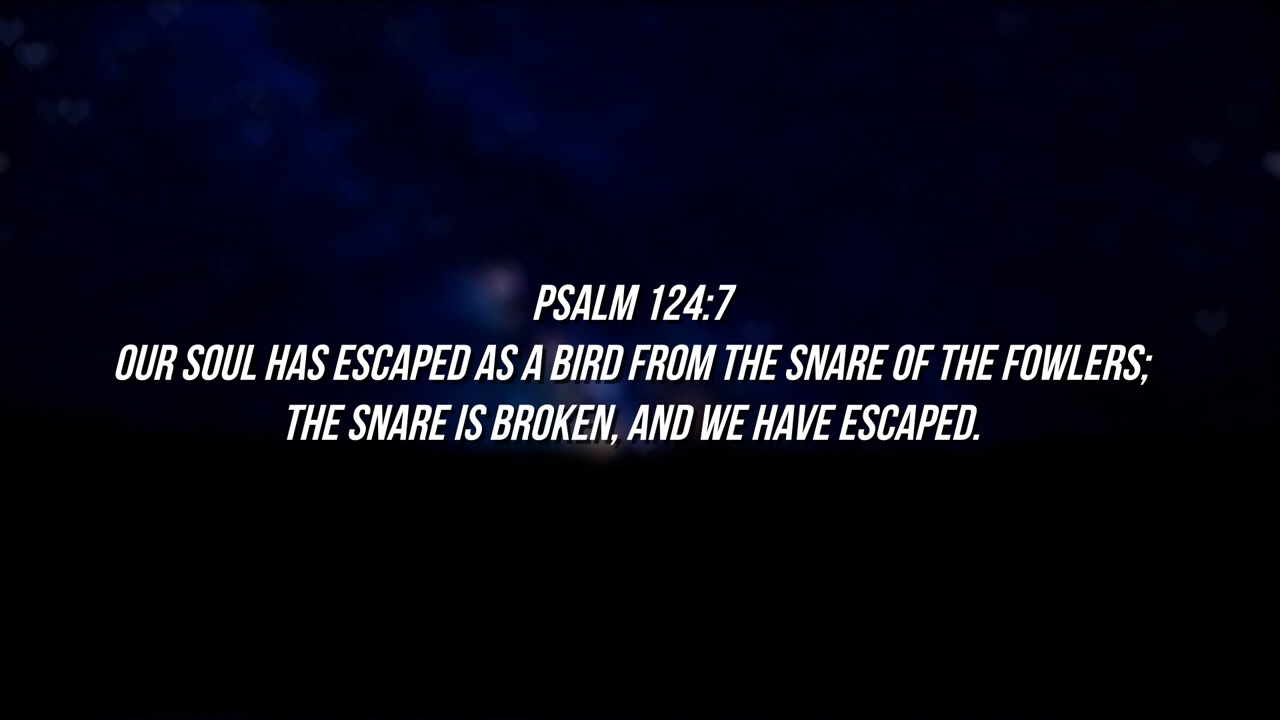 PSALM 124:7
OUR SOUL HAS ESCAPED AS A BIRD FROM THE SNARE OF THE FOWLERS;
THE SNARE IS BROKEN, AND WE HAVE ESCAPED.